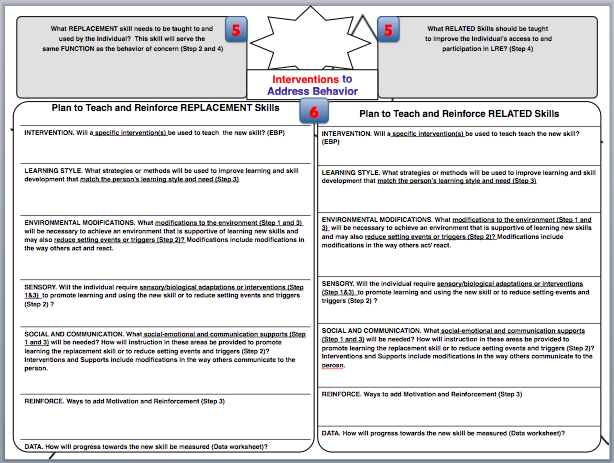 What REPLACEMENT skill needs to be taught to and
used by the Individual?  This skill will serve the
same FUNCTION as the behavior of concern (Step 2 and 4)
5
5
What RELATED Skills should be taught
to improve the Individual's access to and
participation in LRE? (Step 4)
Interventions to
Address Behavior
6
Plan to Teach and Reinforce REPLACEMENT Skills
INTERVENTION. Will a specific intervention(s) be used to teach  the new skill? (EBP)
LEARNING STYLE. What strategies or methods will be used to improve learning and skill
development that match the person's learning style and need (Step 3)
ENVIRONMENTAL MODIFICATIONS. What modifications to the environment (Step 1 and 3)
will be necessary to achieve an environment that is supportive of learning new skills
and may also reduce setting events or triggers (Step 2)? Modifications include modifications in
the way others act and react.
SENSORY. Will the individual require sensory/biological adaptations or interventions (Step
1&3)  to promote learning and using the new skill or to reduce setting events and triggers
(Step 2) ?
SOCIAL AND COMMUNICATION. What social-emotional and communication supports (Step
1 and 3) will be needed? How will instruction in these areas be provided to promote
learning the replacement skill or to reduce setting events and triggers (Step 2)?
Interventions and Supports include modifications in the way others communicate to the
person.
REINFORCE. Ways to add Motivation and Reinforcement (Step 3)
DATA. How will progress towards the new skill be measured (Data worksheet)?
Plan to Teach and Reinforce RELATED Skills
INTERVENTION. Will a specific intervention(s) be used to teach teach the new skill?
(EBP)
LEARNING STYLE. What strategies or methods will be used to improve learning and skill
development that match the person's learning style and need (Step 3)
ENVIRONMENTAL MODIFICATIONS. What modifications to the environment (Step 1 and
3)  will be necessary to achieve an environment that is supportive of learning new skills
and may also reduce setting events or triggers (Step 2)? Modifications include
modifications in the way others act/ react.
SENSORY. Will the individual require sensory/biological adaptations or interventions
(Step 1&3)  to promote learning and using the new skill or to reduce setting events and
triggers (Step 2) ?
SOCIAL AND COMMUNICATION. What social-emotional and communication supports
(Step 1 and 3) will be needed? How will instruction in these areas be provided to
promote learning the replacement skill or to reduce setting events and triggers (Step 2)?
Interventions and Supports include modifications in the way others communicate to the
perosn.
REINFORCE. Ways to add Motivation and Reinforcement (Step 3)
DATA. How will progress towards the new skill be measured (Data worksheet)?